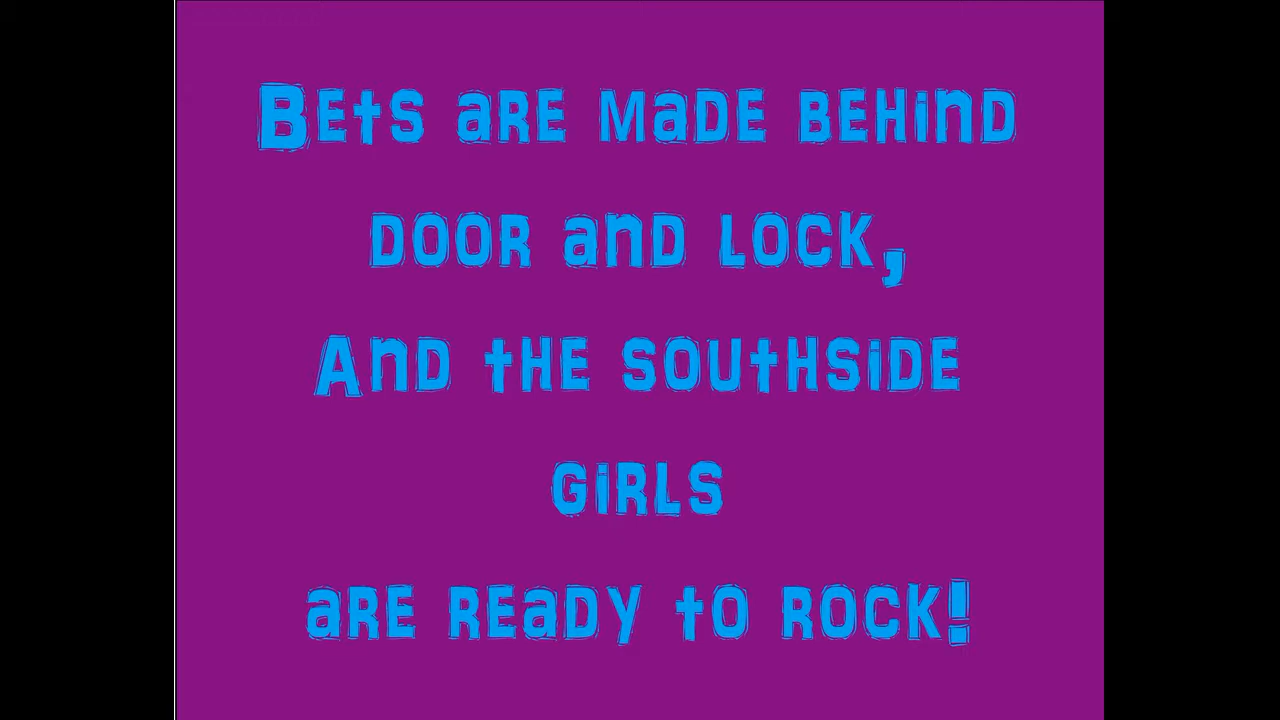 Bets are made behind
door and lock,
And the southside
girls
are ready to rock!